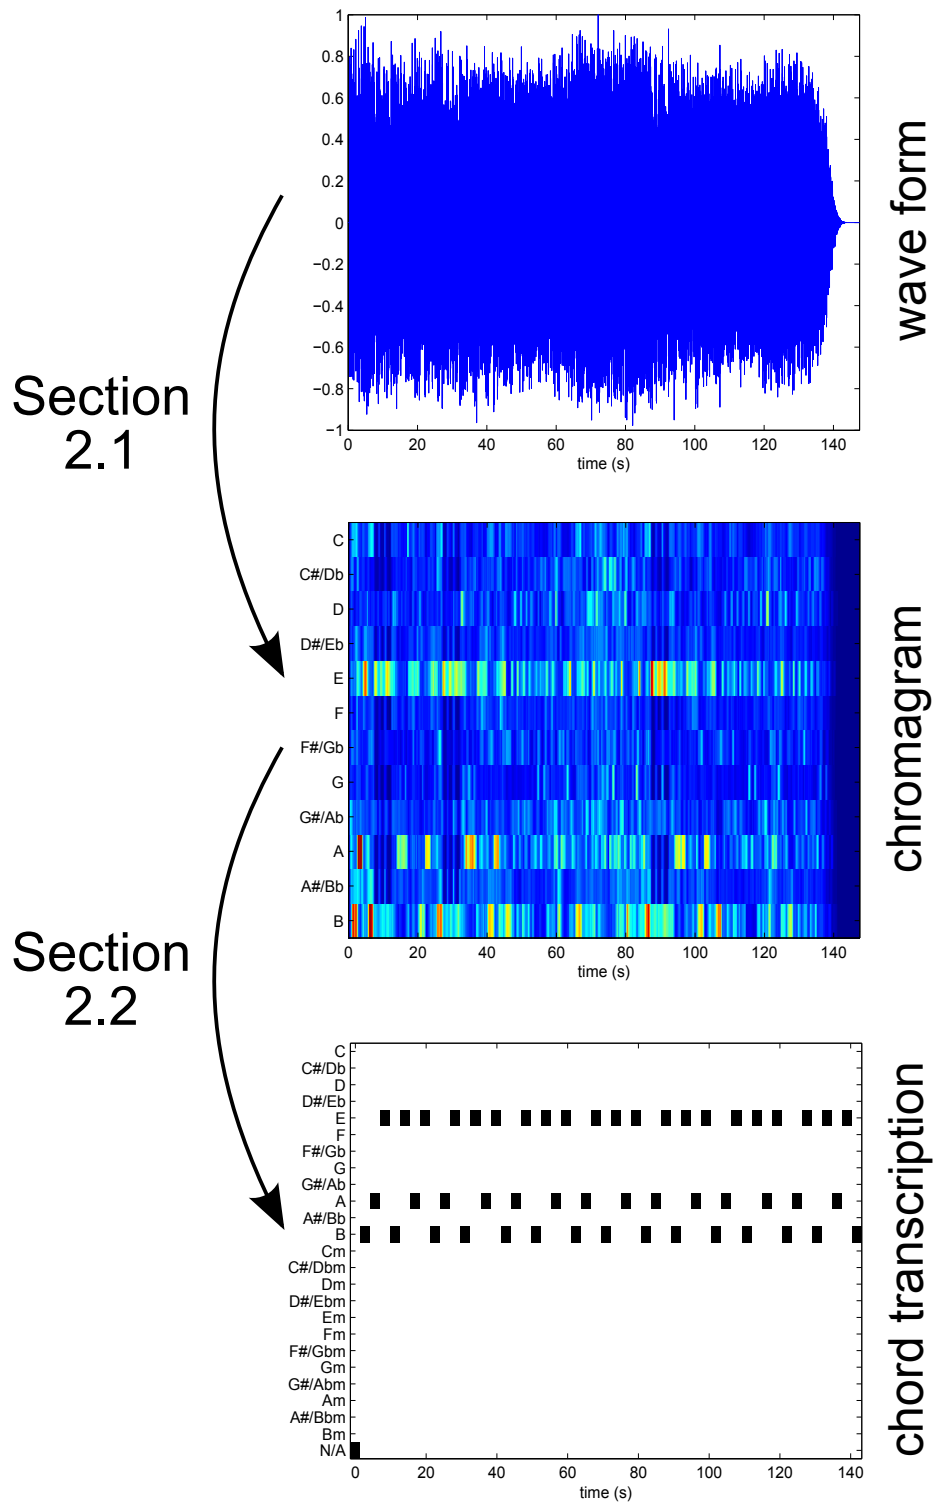 1
0.8
0.6
0.4
0.2
0
−0.2
−0.4
−0.6
−0.8
−1
0 20 40 60 80 100 120 140
time (s)
wave form
Section
2.1
C
C#/Db
D
D#/Eb
E
F
F#/Gb
G
G#/Ab
A
A#/Bb
B
0 20 40 60 80 100 120 140
time (s)
chromagram
Section
2.2
C
C#/Db
D
D#/Eb
E
F
F#/Gb
G
G#/Ab
A
A#/Bb
B
Cm
C#/Dbm
Dm
D#/Ebm
Em
Fm
F#/Gbm
Gm
G#/Abm
Am
A#/Bbm
Bm
N/A
0 20 40 60 80 100 120 140
time (s)
chord transcription